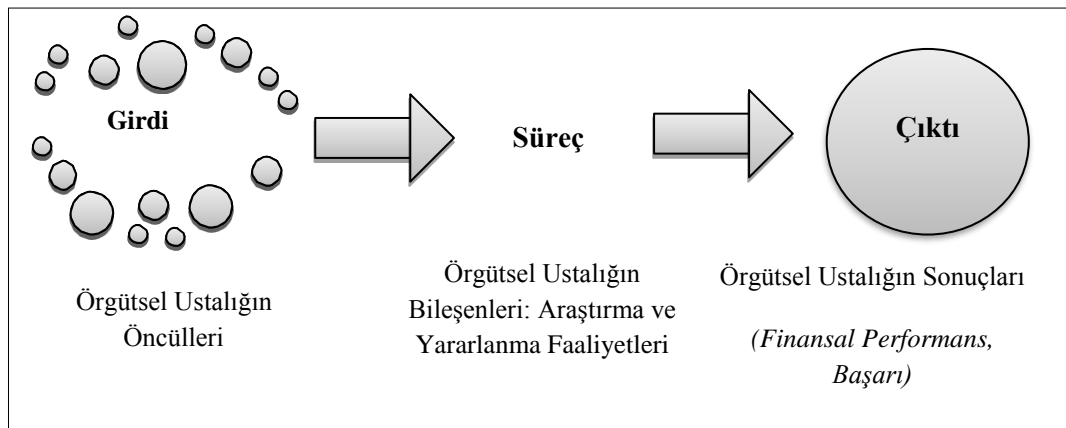 Girdi
Süreç
Çıktı
Örgütsel Ustalığın
Öncülleri
Örgütsel Ustalığın
Bileşenleri: Araştırma ve
Yararlanma Faaliyetleri
Örgütsel Ustalığın Sonuçları
(Finansal Performans,
Başarı)